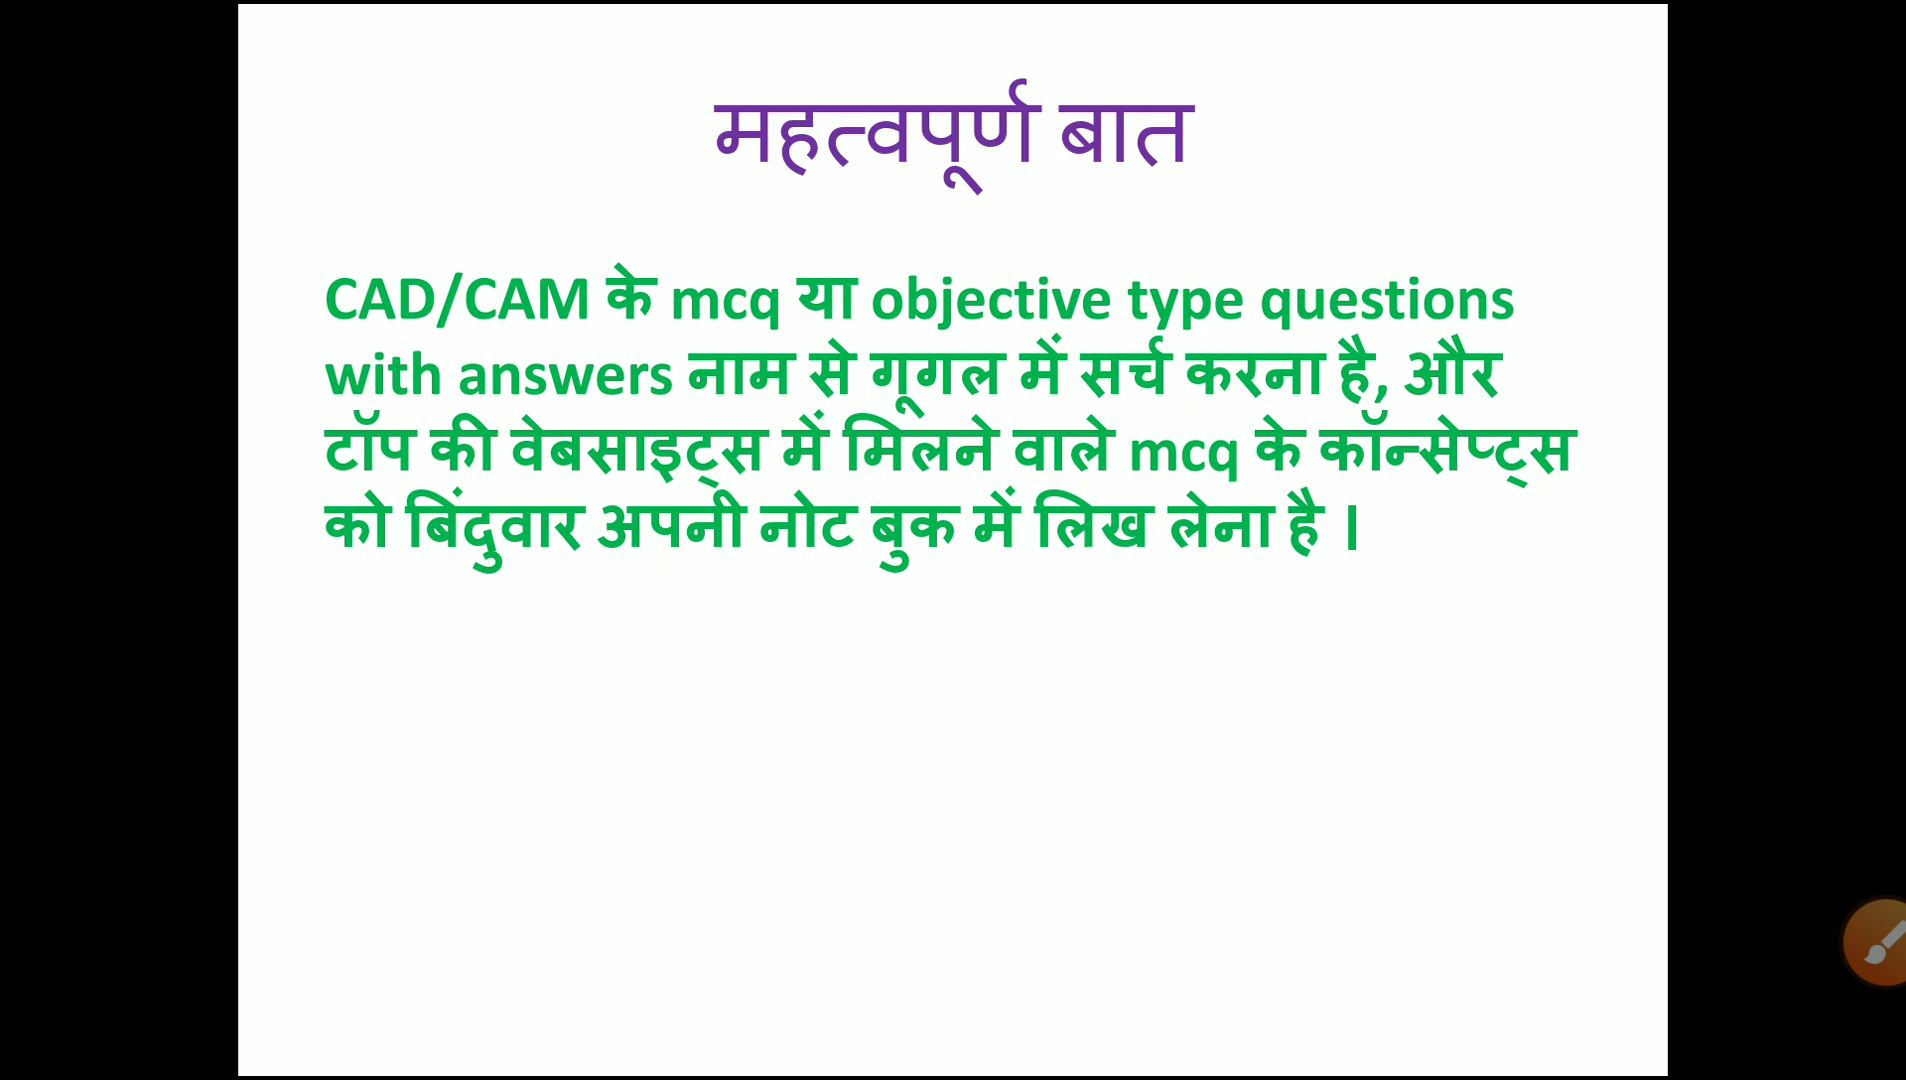 महत्वपूर्ण बात
CAD/CAM के mcq या objective type questions
with answers नाम से गूगल में सर्च करना है, और
टॉप की वेबसाइट्स में मिलने वाले mcq के कॉन्सेप्ट्स
को बिंदुवार अपनी नोट बुक में लिख लेना है ।